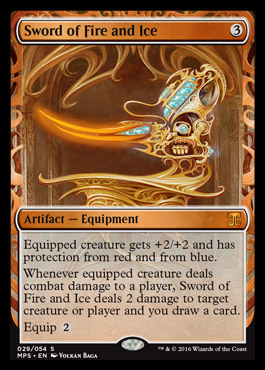 Sword of Fire and Ice 3
Artifact — Equipment
Equipped creature gets +2/+2 and has
protection from red and from blue.
Whenever equipped creature deals
combat damage to a player, Sword of
Fire and Ice deals 2 damage to target
creature or player and you draw a card.
Equip 2
029/054 S
MPS • EN VOLKAN BAGA ™ & © 2016 Wizards of the Coast